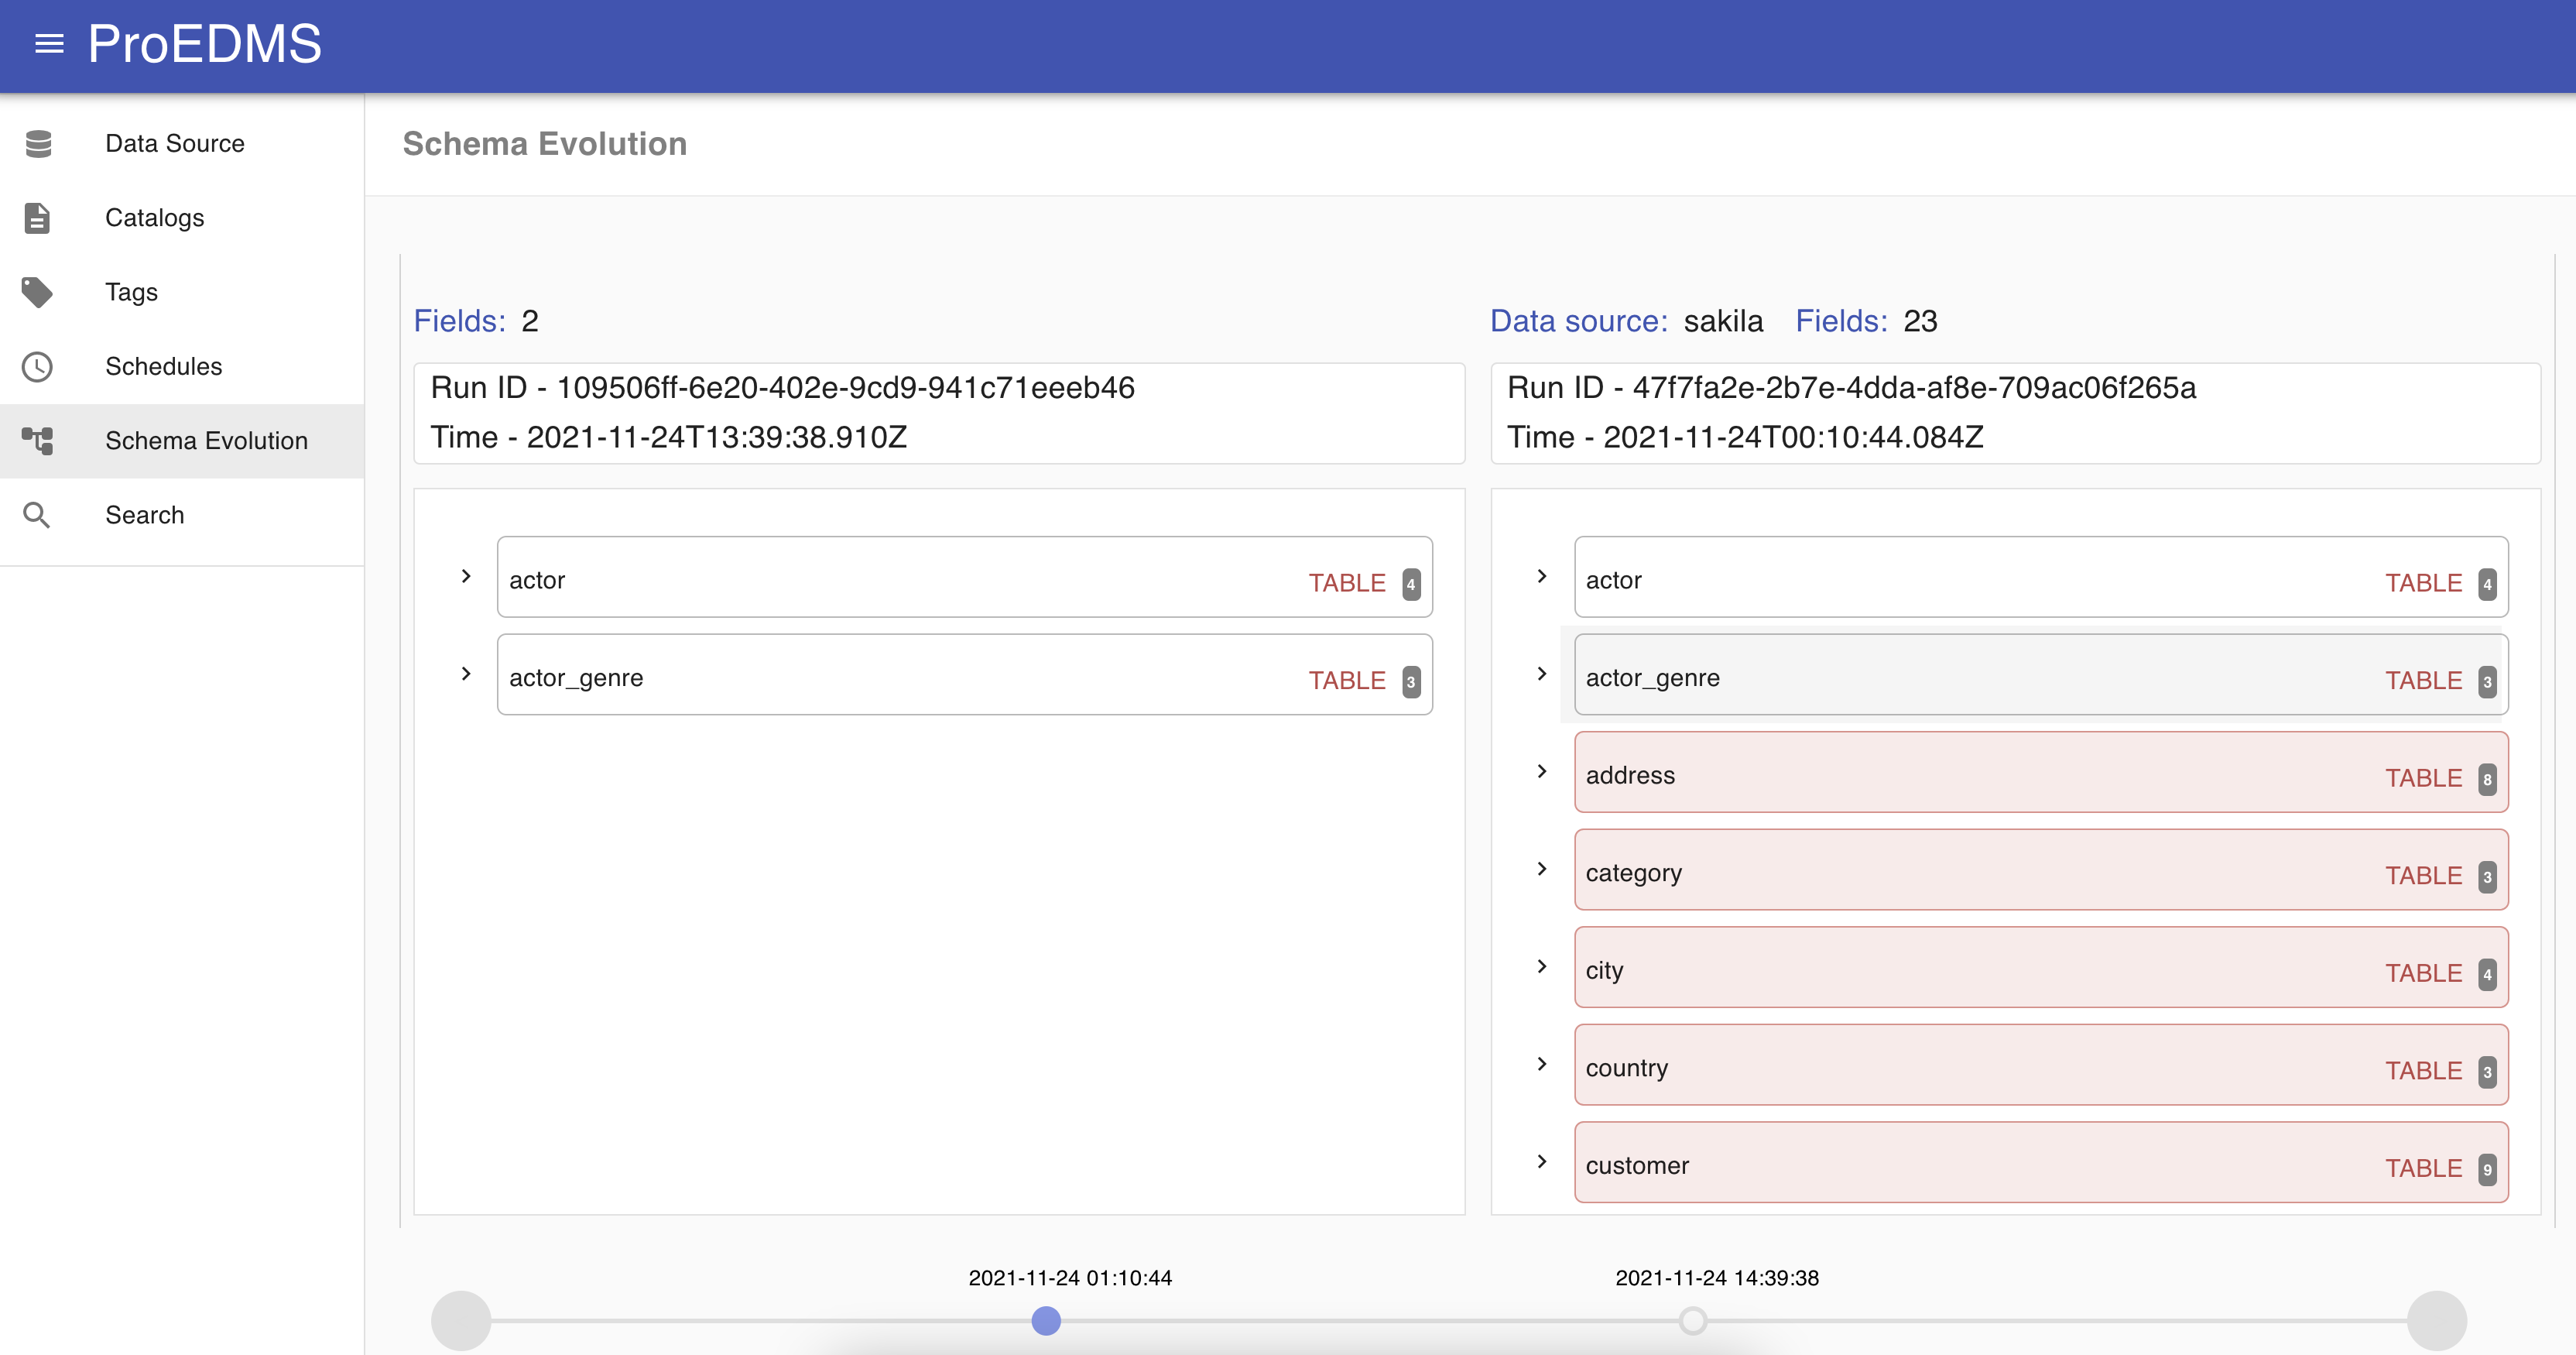 ProEDMS
Data Source
Catalogs
Tags
Schedules
Schema Evolution
Search
Schema Evolution
Fields: 2
Run ID - 109506ff-6e20-402e-9cd9-941c71eeeb46
Time - 2021-11-24T13:39:38.910Z
actor TABLE 4
actor_genre TABLE 3
Data source: sakila Fields: 23
Run ID - 47f7fa2e-2b7e-4dda-af8e-709ac06f265a
Time - 2021-11-24T00:10:44.084Z
actor TABLE 4
actor_genre TABLE 3
address TABLE 8
category TABLE 3
city TABLE 4
country TABLE 3
customer TABLE 9
2021-11-24 01:10:44
2021-11-24 14:39:38